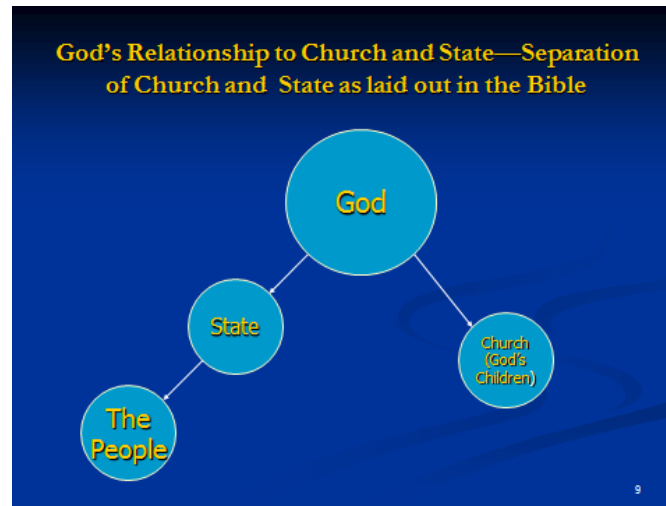 God's Relationship to Church and State—Separation
of Church and State as laid out in the Bible
God
State
Church
(God's
Children)
The
People
9